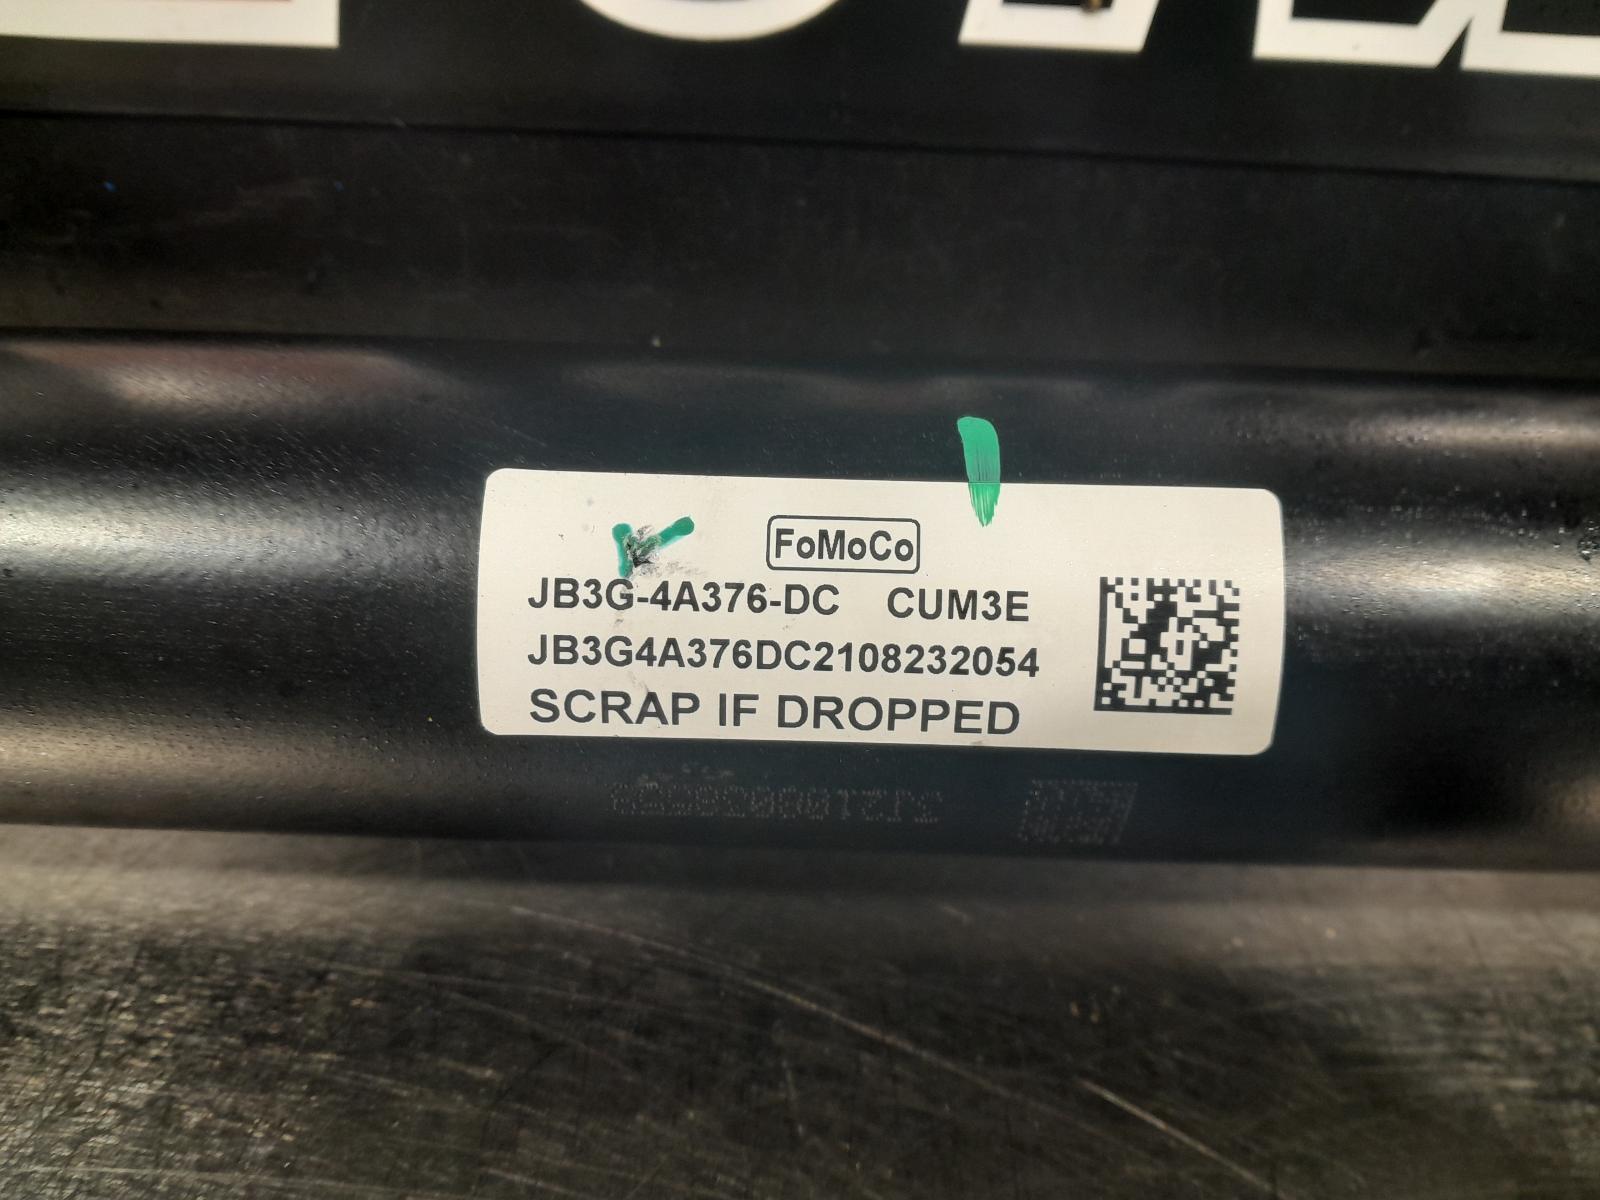 FoMoCo
JB3G-4A376-DC CUM3E
JB3G4A376DC2108232054
SCRAP IF DROPPED